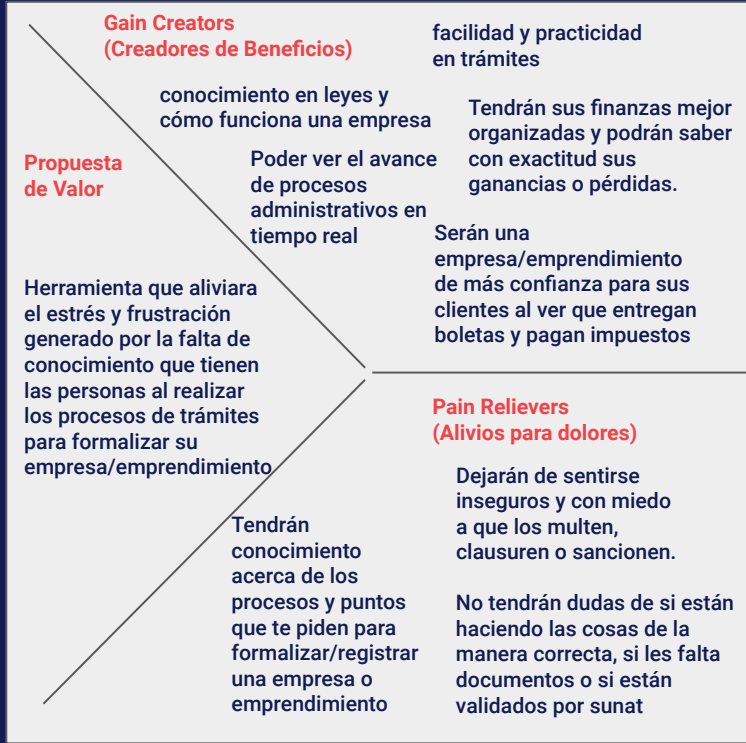 Gain Creators
(Creadores de Beneficios)
facilidad y practicidad
en trámites
conocimiento en leyes y
cómo funciona una empresa
Tendrán sus finanzas mejor
organizadas y podrán saber
con exactitud sus
ganancias o pérdidas.
Propuesta
de Valor
Poder ver el avance
de procesos
administrativos en
tiempo real
Serán una
empresa/emprendimiento
de más confianza para sus
clientes al ver que entregan
boletas y pagan impuestos
Herramienta que aliviara
el estrés y frustración
generado por la falta de
conocimiento que tienen
las personas al realizar
los procesos de trámites
para formalizar su
empresa/emprendimiento
Pain Relievers
(Alivios para dolores)
Dejarán de sentirse
inseguros y con miedo
a que los multen,
clausuren o sancionen.
Tendrán
conocimiento
acerca de los
procesos y puntos
que te piden para
formalizar/registrar
una empresa o
emprendimiento
No tendrán dudas de si están
haciendo las cosas de la
manera correcta, si les falta
documentos o si están
validados por sunat